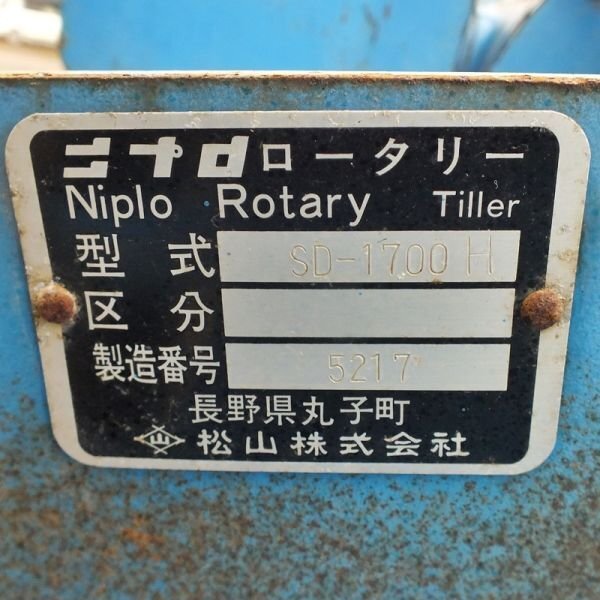 ニプロ ロータリー
Niplo Rotary Tiller
型式 SD-1700 H
区分
製造番号 5217
長野県丸子町
松山株式会社